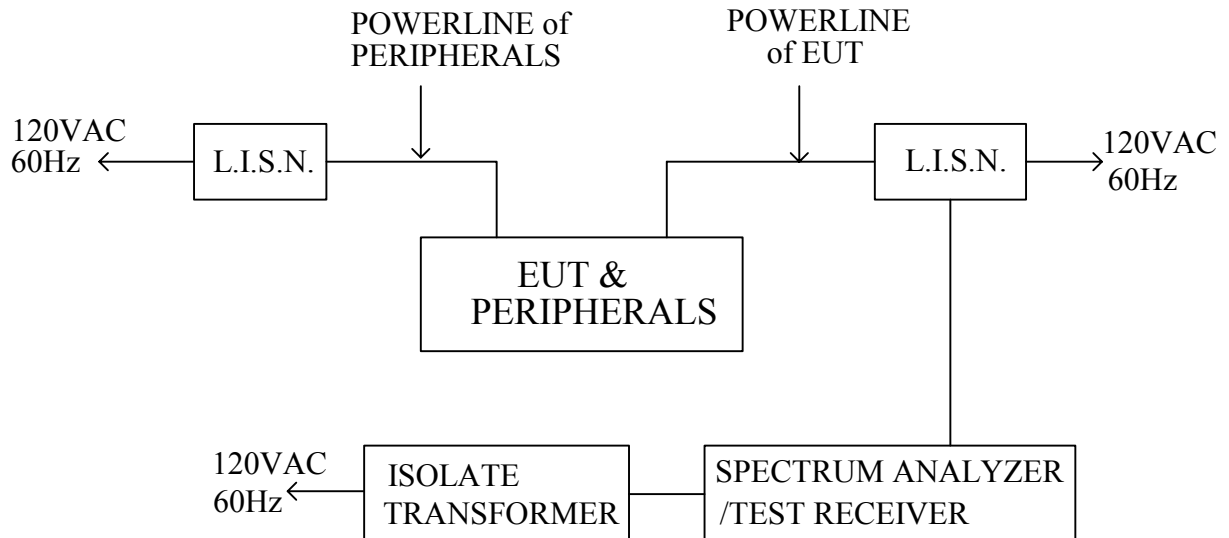 POWERLINE of
PERIPHERALS
POWERLINE
of EUT
120VAC
60Hz
L.I.S.N.
L.I.S.N.
120VAC
60Hz
EUT &
PERIPHERALS
120VAC
60Hz
ISOLATE
TRANSFORMER
SPECTRUM ANALYZER
/TEST RECEIVER